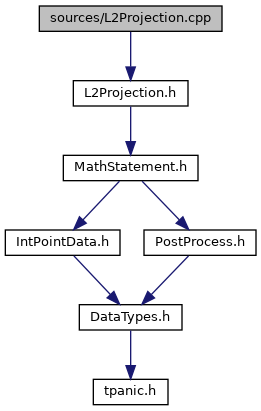 sources/L2Projection.cpp
L2Projection.h
MathStatement.h
IntPointData.h
PostProcess.h
DataTypes.h
tpanic.h